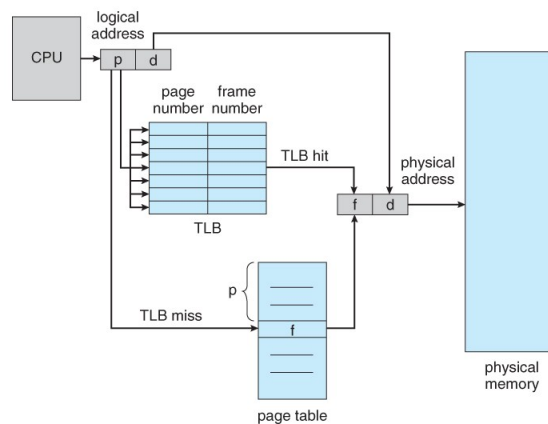 logical
address
CPU
p
d
page
number
frame
number
TLB hit
physical
address
f
d
TLB
p
TLB miss
f
page table
physical
memory